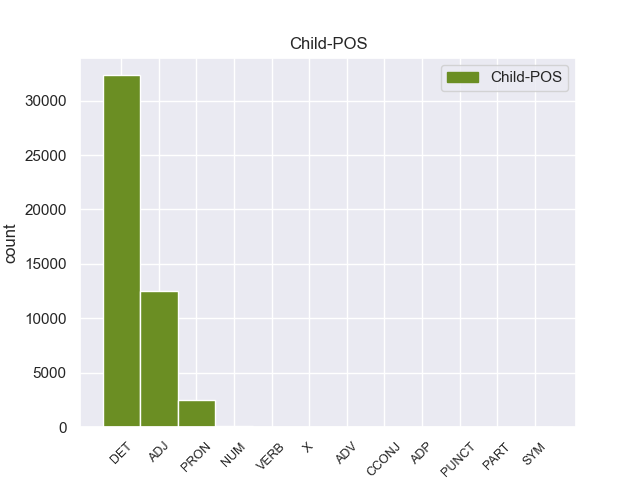 Child-POS
Child-POS
30000
25000
20000
15000
10000
5000
0
count
DET ADJ PRON NUM VERB X ADV CCONJ ADP PUNCT PART SYM